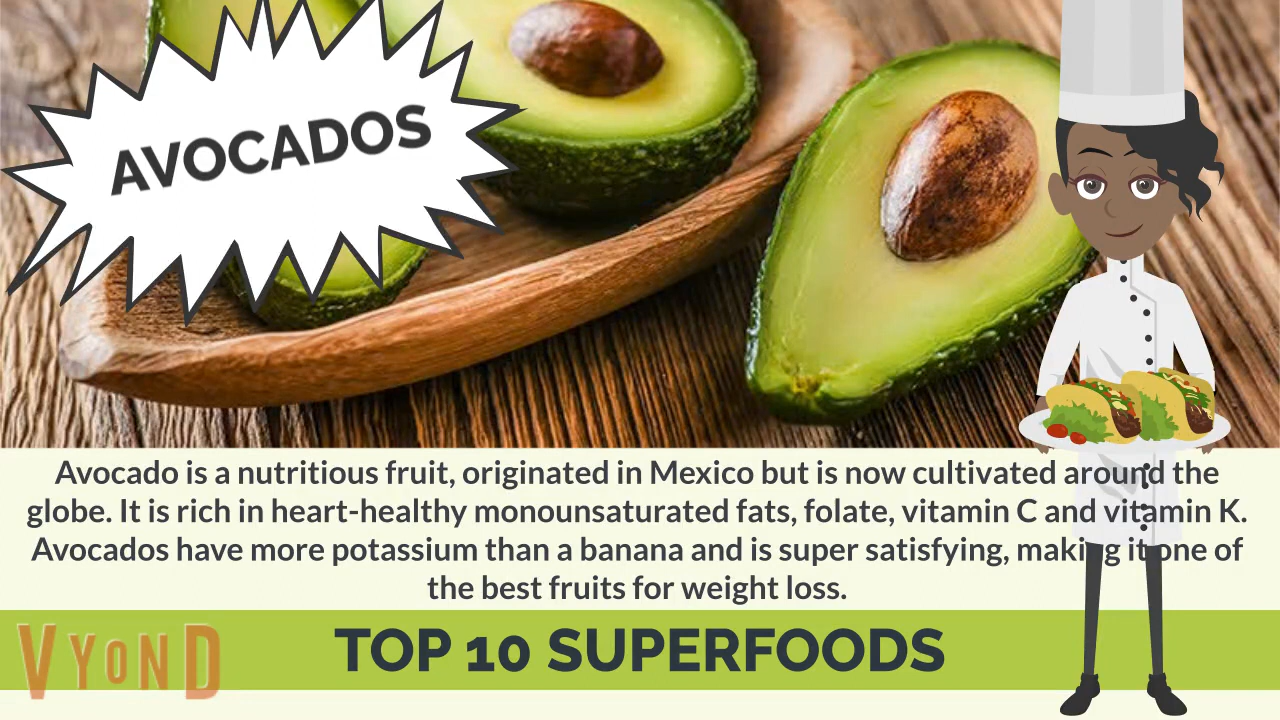 AVOCADOS
Avocado is a nutritious fruit, originated in Mexico but is now cultivated around the
globe. It is rich in heart-healthy monounsaturated fats, folate, vitamin C and vitamin K.
Avocados have more potassium than a banana and is super satisfying, making it one of
the best fruits for weight loss.
VYOND
TOP 10 SUPERFOODS